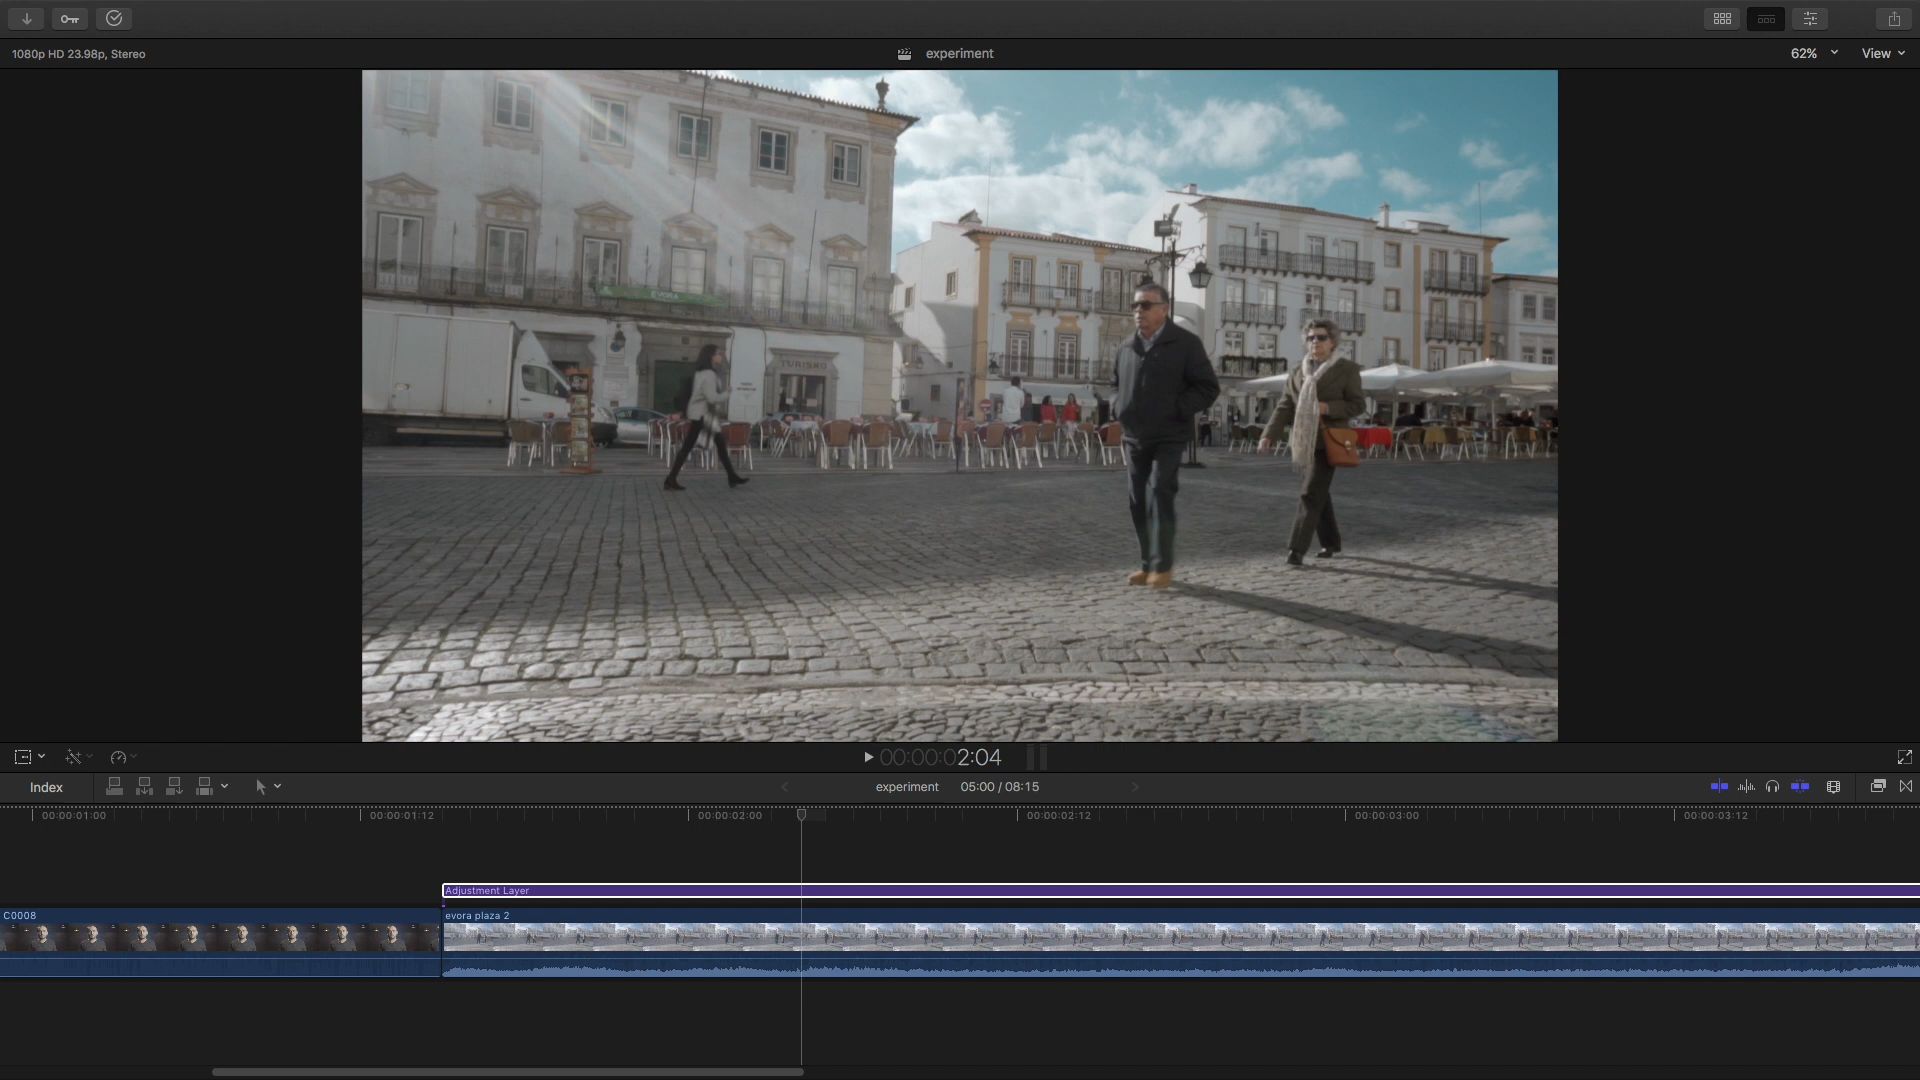 1080p HD 23.98p, Stereo
experiment
62%
View
EVORA
TURISMO
00:00:02:04
Index
experiment
05:00 / 08:15
00:00:01:00
00:00:01:12
00:00:02:00
00:00:02:12
00:00:03:00
00:00:03:12
Adjustment Layer
C0008
evora plaza 2